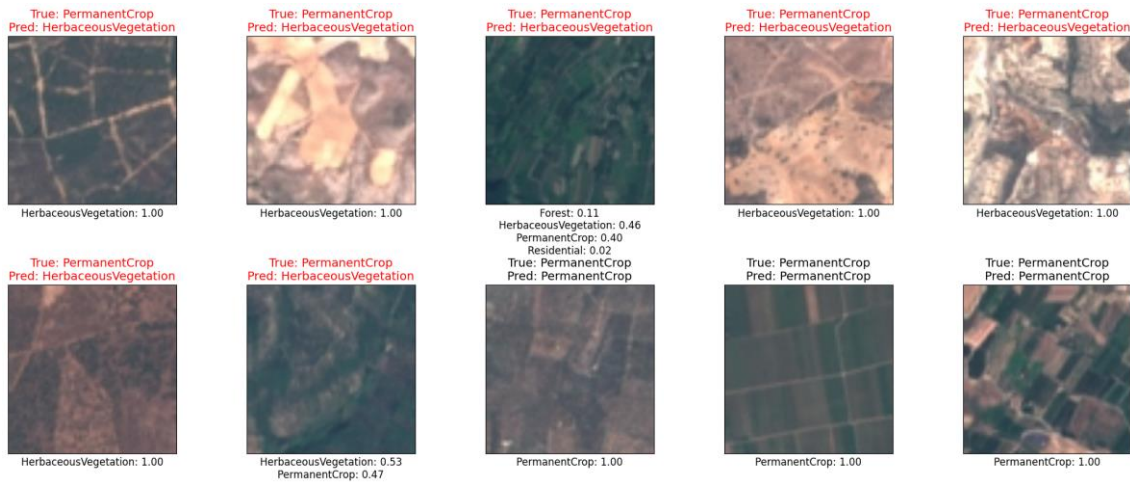 True: PermanentCrop
Pred: HerbaceousVegetation
HerbaceousVegetation: 1.00
True: PermanentCrop
Pred: HerbaceousVegetation
HerbaceousVegetation: 1.00
True: PermanentCrop
Pred: HerbaceousVegetation
Forest: 0.11
HerbaceousVegetation: 0.46
PermanentCrop: 0.40
Residential: 0.02
True: PermanentCrop
Pred: HerbaceousVegetation
HerbaceousVegetation: 1.00
True: PermanentCrop
Pred: HerbaceousVegetation
HerbaceousVegetation: 1.00
True: PermanentCrop
Pred: HerbaceousVegetation
HerbaceousVegetation: 1.00
True: PermanentCrop
Pred: HerbaceousVegetation
HerbaceousVegetation: 0.53
PermanentCrop: 0.47
True: PermanentCrop
Pred: PermanentCrop
PermanentCrop: 1.00
True: PermanentCrop
Pred: PermanentCrop
PermanentCrop: 1.00
True: PermanentCrop
Pred: PermanentCrop
PermanentCrop: 1.00